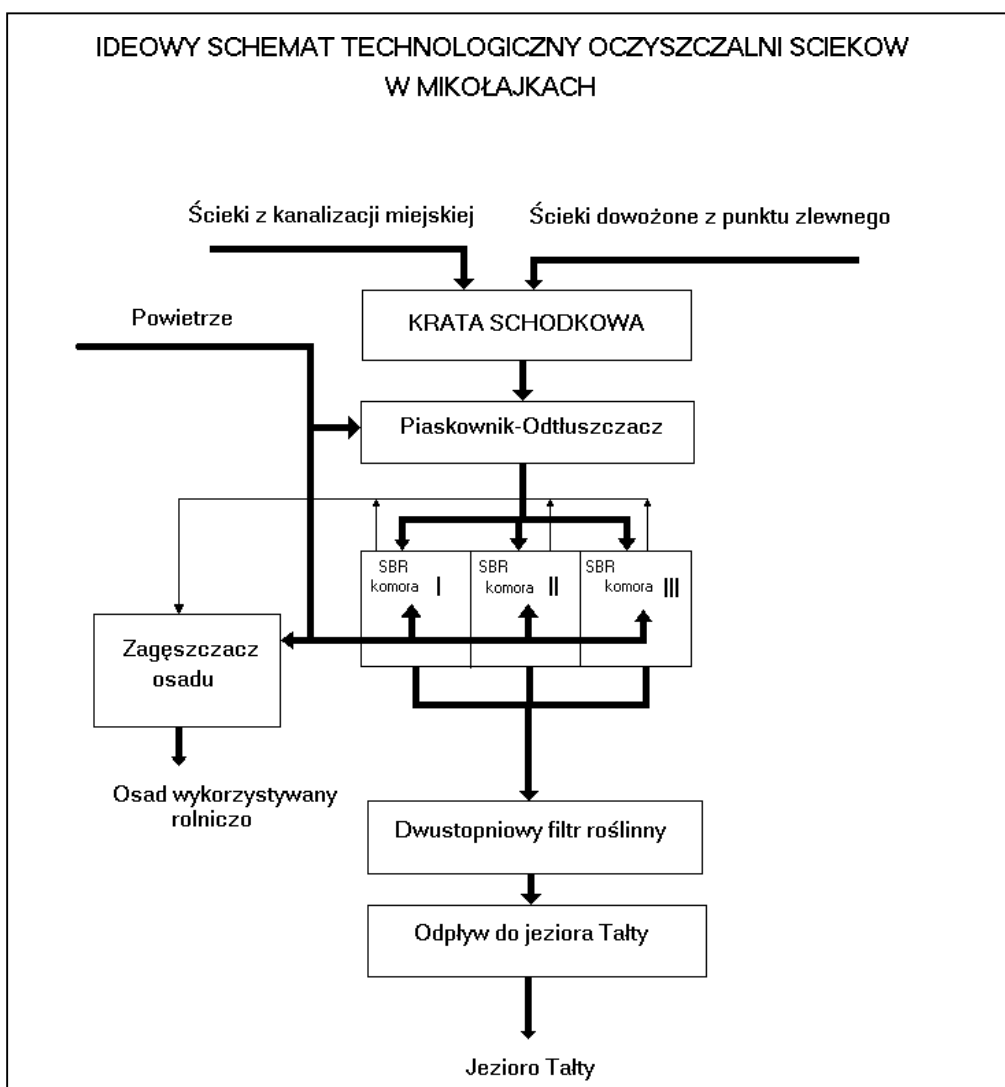 IDEOWY SCHEMAT TECHNOLOGICZNY OCZYSZCZALNI SCIEKOW
W MIKOŁAJKACH
Ścieki z kanalizacji miejskiej
Ścieki dowożone z punktu zlewnego
KRATA SCHODKOWA
Powietrze
Piaskownik-Odtłuszczacz
SBR
komora I
SBR
komora II
SBR
komora III
Zagęszczacz
osadu
Osad wykorzystywany
rolniczo
Dwustopniowy filtr roślinny
Odpływ do jeziora Tałty
Jezioro Tałty